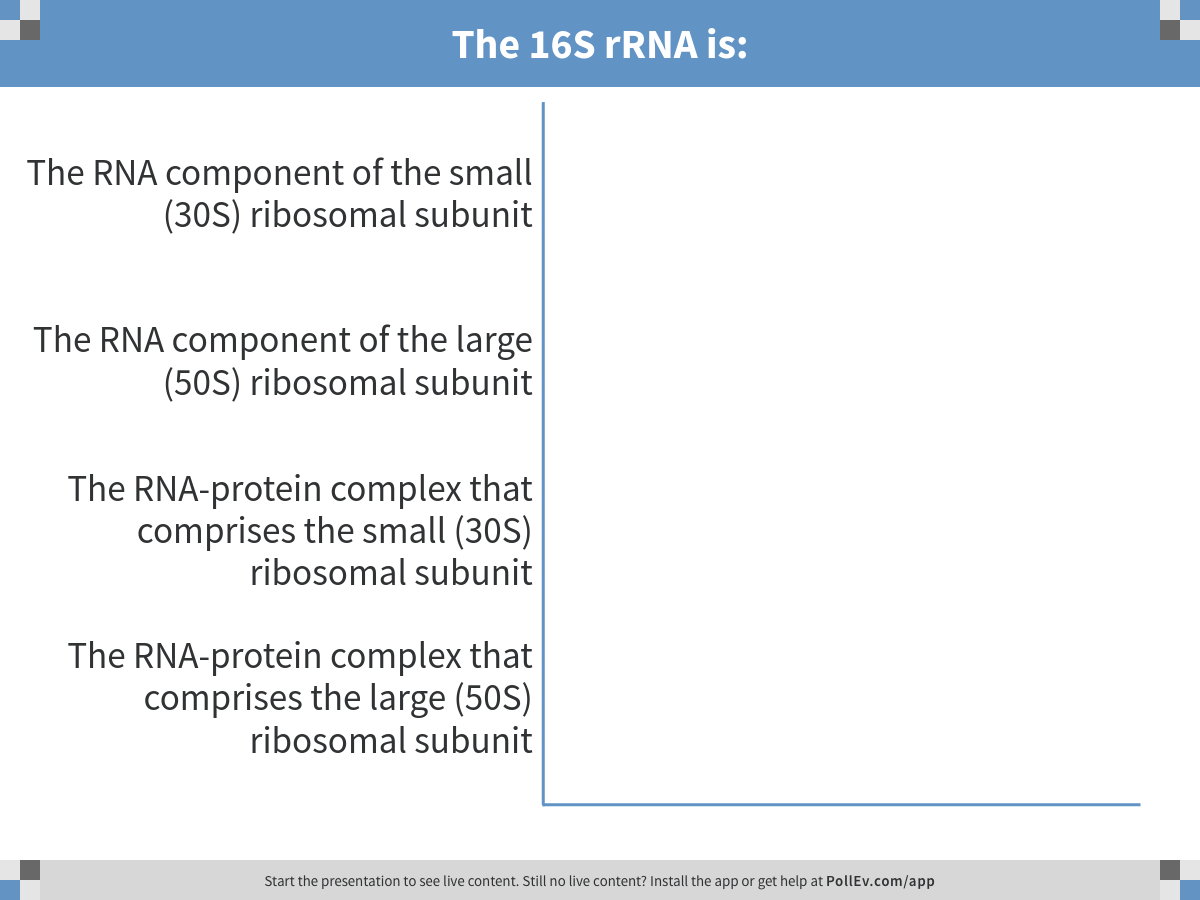 The 16S rRNA is:
The RNA component of the small
(30S) ribosomal subunit
The RNA component of the large
(50S) ribosomal subunit
The RNA-protein complex that
comprises the small (30S)
ribosomal subunit
The RNA-protein complex that
comprises the large (50S)
ribosomal subunit
Start the presentation to see live content. Still no live content? Install the app or get help at PollEv.com/app